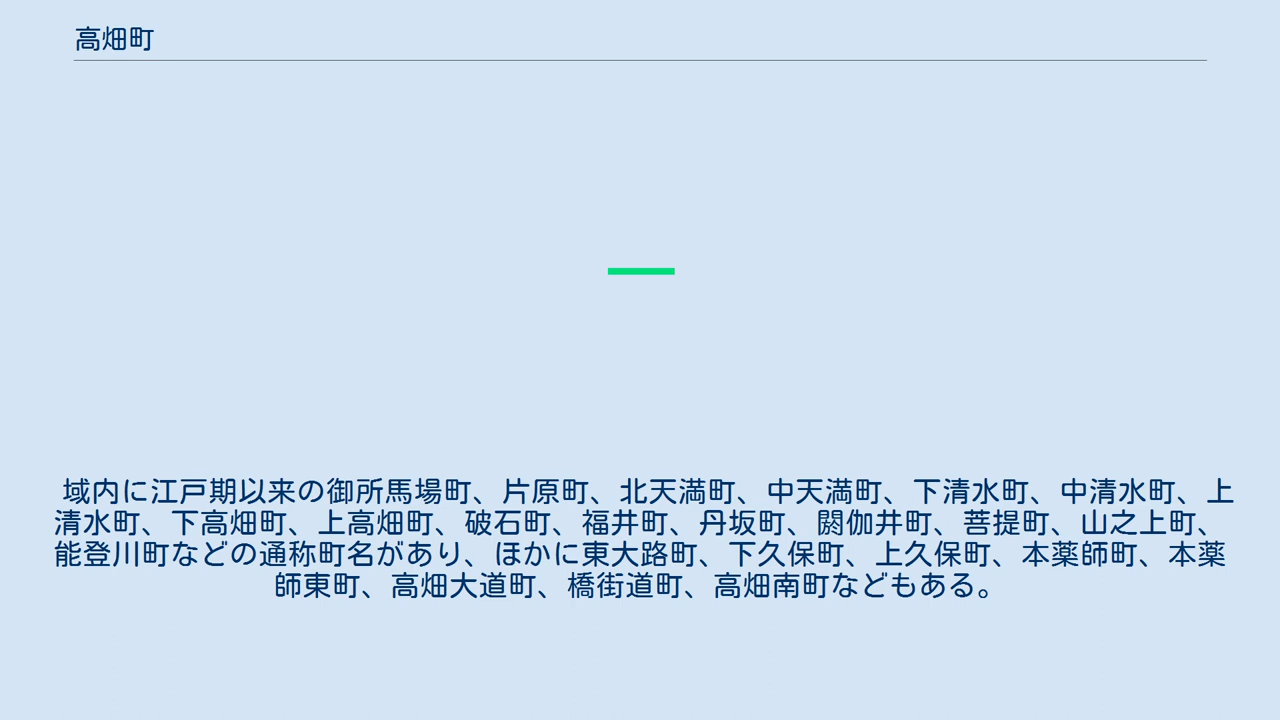 高畑町
域内に江戸期以来の御所馬場町、片原町、北天満町、中天満町、下清水町、中清水町、上
清水町、下高畑町、上高畑町、破石町、福井町、丹坂町、閼伽井町、菩提町、山之上町、
能登川町などの通称町名があり、ほかに東大路町、下久保町、上久保町、本薬師町、本薬
師東町、高畑大道町、橋街道町、高畑南町などもある。